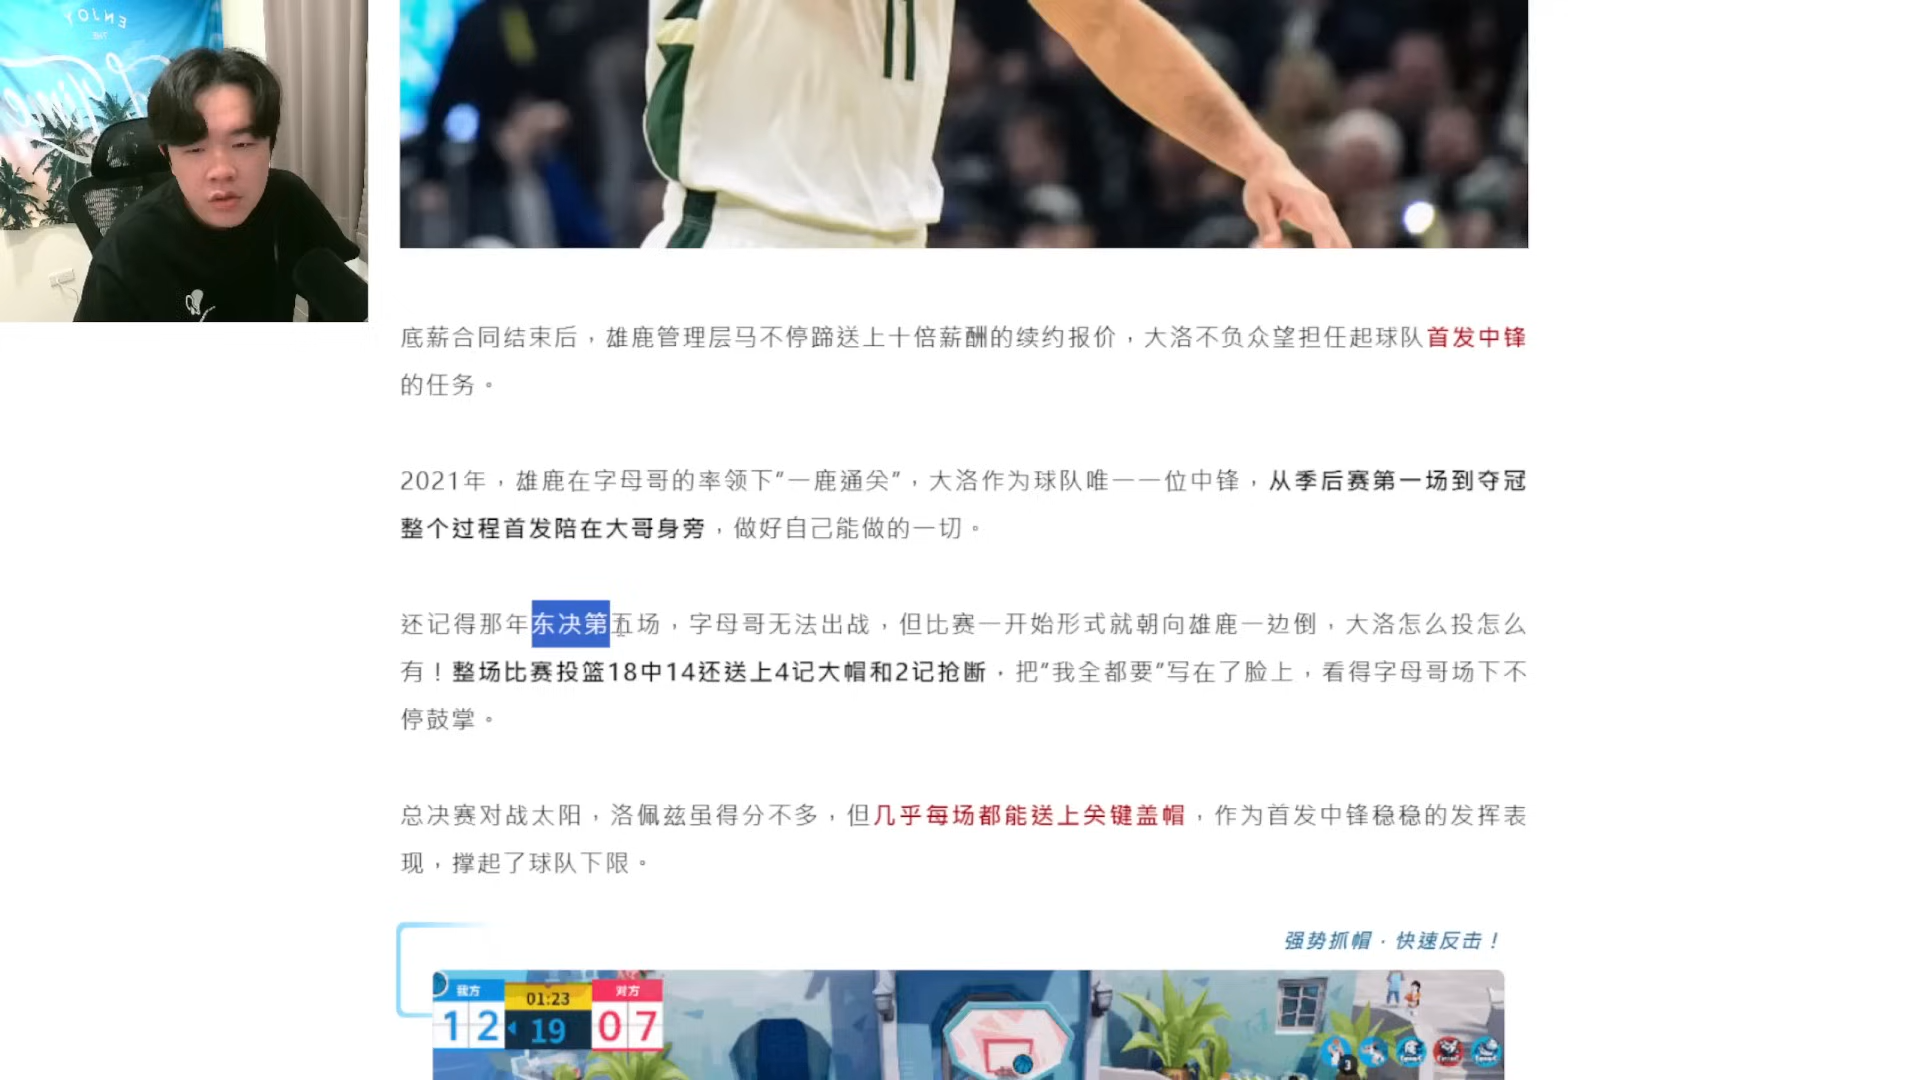 ENJOY
THE
Time
11
底薪合同结束后，雄鹿管理层马不停蹄送上十倍薪酬的续约报价，大洛不负众望担任起球队首发中锋
的任务。
2021年，雄鹿在字母哥的率领下“一鹿通关”，大洛作为球队唯一一位中锋，从季后赛第一场到夺冠
整个过程首发陪在大哥身旁，做好自己能做的一切。
还记得那年东决第五场，字母哥无法出战，但比赛一开始形式就朝向雄鹿一边倒，大洛怎么投怎么
有！整场比赛投篮18中14还送上4记大帽和2记抢断，把“我全都要”写在了脸上，看得字母哥场下不
停鼓掌。
总决赛对战太阳，洛佩兹虽得分不多，但几乎每场都能送上关键盖帽，作为首发中锋稳稳的发挥表
现，撑起了球队下限。
强势抓帽·快速反击！
我方 01:23 对方
12 19 07
3